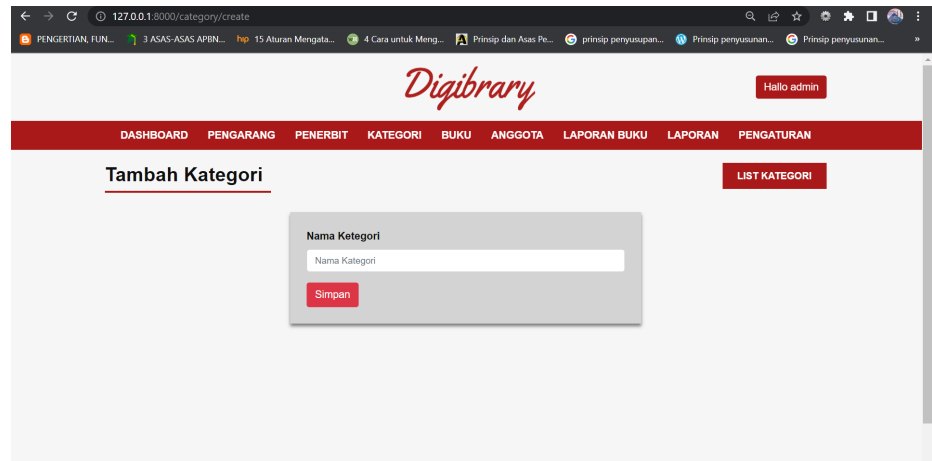 127.0.0.1:8000/category/create
PENGERTIAN, FUN... 3 ASAS-ASAS APBN... hip 15 Aturan Mengata... 4 Cara untuk Meng... A Prinsip dan Asas Pe... G prinsip penyusupan... Prinsip penyusunan... G Prinsip penyusunan... »
Digibrary
Hallo admin
DASHBOARD PENGARANG PENERBIT KATEGORI BUKU ANGGOTA LAPORAN BUKU LAPORAN PENGATURAN
Tambah Kategori
LIST KATEGORI
Nama Ketegori
Nama Kategori
Simpan